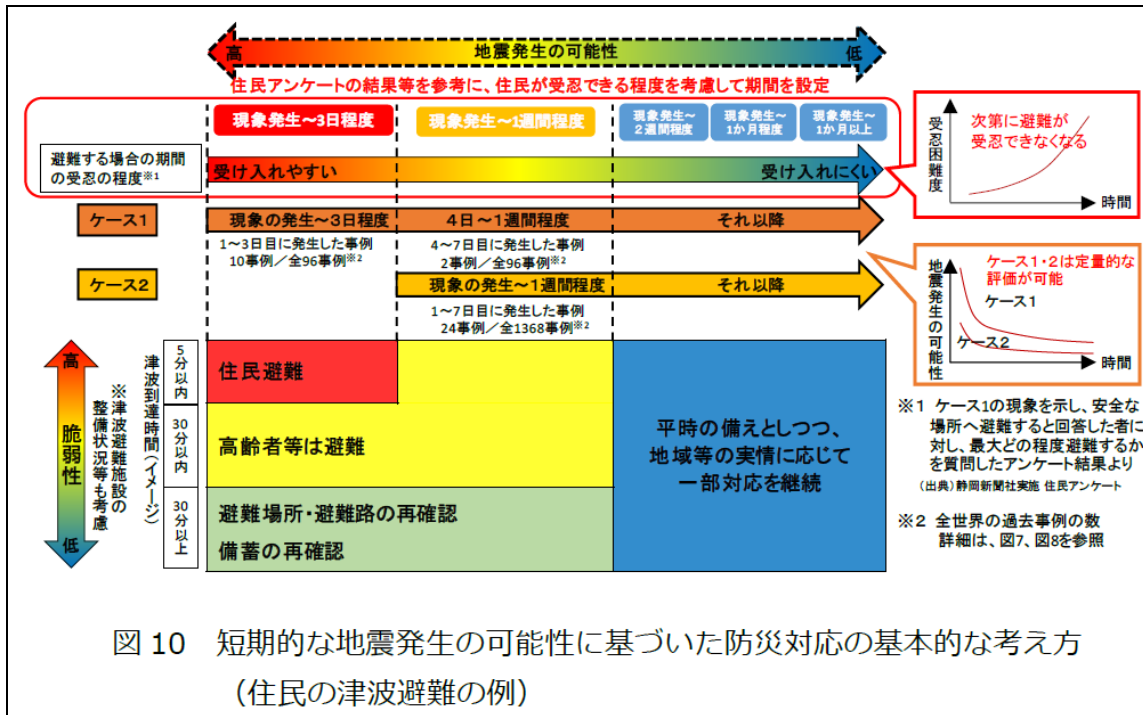 地震発生の可能性
高
低
住民アンケートの結果等を参考に、住民が受忍できる程度を考慮して期間を設定
現象発生～3日程度
現象発生～1週間程度
現象発生～
2週間程度
現象発生～
1か月程度
現象発生～
1か月以上
避難する場合の期間
の受忍の程度※1
受け入れやすい
受け入れにくい
受忍困難度
次第に避難が
受忍できなくなる
時間
ケース1
現象の発生～3日程度
4日～1週間程度
それ以降
1～3日目に発生した事例
10事例／全96事例※2
4～7日目に発生した事例
2事例／全96事例※2
ケース2
現象の発生～1週間程度
それ以降
1～7日目に発生した事例
24事例／全1368事例※2
地震発生の可能性
ケース1・2は定量的な
評価が可能
ケース1
ケース2
時間
高
脆弱性
低
※津波避難施設の
整備状況等も考慮
津波到達時間(イメージ)
5分以内
30分以内
30分以上
住民避難
高齢者等は避難
避難場所・避難路の再確認
備蓄の再確認
平時の備えとしつつ、
地域等の実情に応じて
一部対応を継続
※1 ケース1の現象を示し、安全な
場所へ避難すると回答した者に
対し、最大どの程度避難するか
を質問したアンケート結果より
(出典)静岡新聞社実施 住民アンケート
※2 全世界の過去事例の数
詳細は、図7、図8を参照
図 10 短期的な地震発生の可能性に基づいた防災対応の基本的な考え方
(住民の津波避難の例)